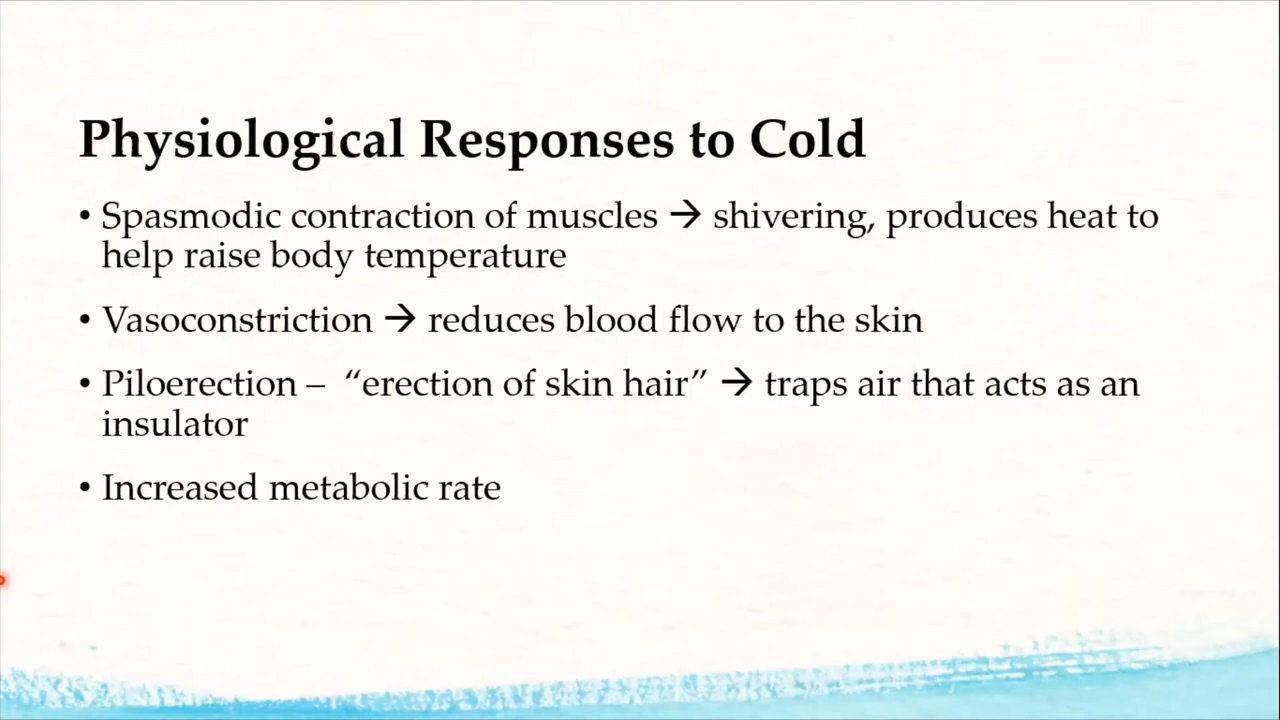 Physiological Responses to Cold
• Spasmodic contraction of muscles → shivering, produces heat to
help raise body temperature
• Vasoconstriction → reduces blood flow to the skin
• Piloerection – “erection of skin hair” → traps air that acts as an
insulator
• Increased metabolic rate